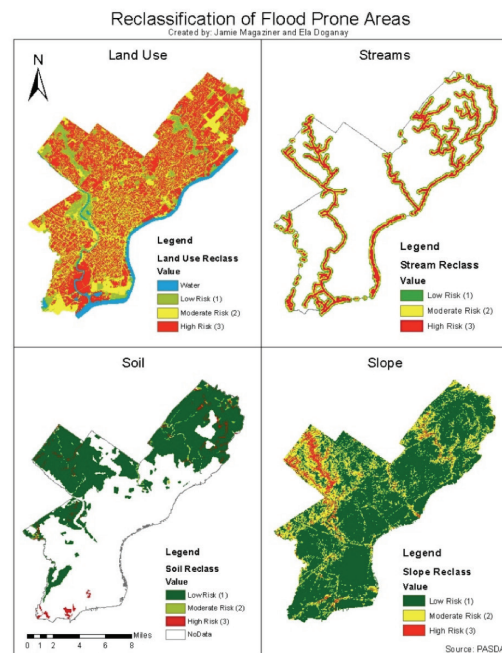 Reclassification of Flood Prone Areas
Created by: Jamie Magaziner and Ela Doganay
Land Use
N
Legend
Land Use Reclass
Value
Water
Low Risk (1)
Moderate Risk (2)
High Risk (3)
Streams
Legend
Stream Reclass
Value
Low Risk (1)
Moderate Risk (2)
High Risk (3)
Soil
Legend
Soil Reclass
Value
Low Risk (1)
Moderate Risk (2)
High Risk (3)
NoData
0 1 2 4 6 8 Miles
Slope
Legend
Slope Reclass
Value
Low Risk (1)
Moderate Risk (2)
High Risk (3)
Source: PASDA